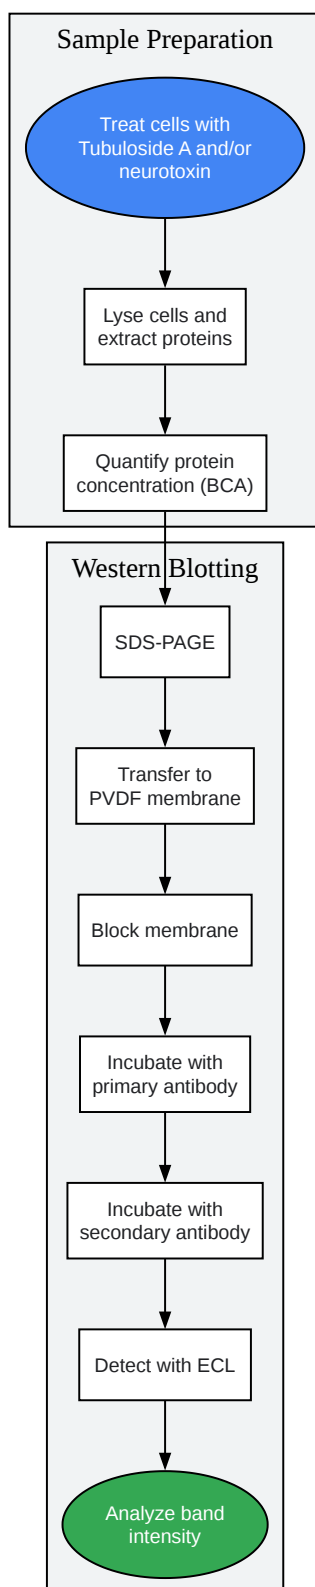 Sample Preparation
Treat cells with
Tubuloside A and/or
neurotoxin
Lyse cells and
extract proteins
Quantify protein
concentration (BCA)
Western Blotting
SDS-PAGE
Transfer to
PVDF membrane
Block membrane
Incubate with
primary antibody
Incubate with
secondary antibody
Detect with ECL
Analyze band
intensity